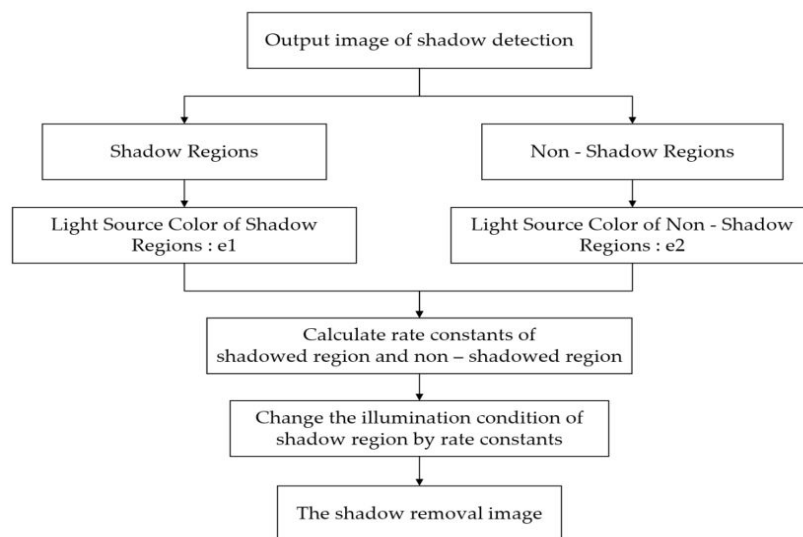 Output image of shadow detection
Shadow Regions
Non - Shadow Regions
Light Source Color of Shadow
Regions : e1
Light Source Color of Non - Shadow
Regions : e2
Calculate rate constants of
shadowed region and non – shadowed region
Change the illumination condition of
shadow region by rate constants
The shadow removal image